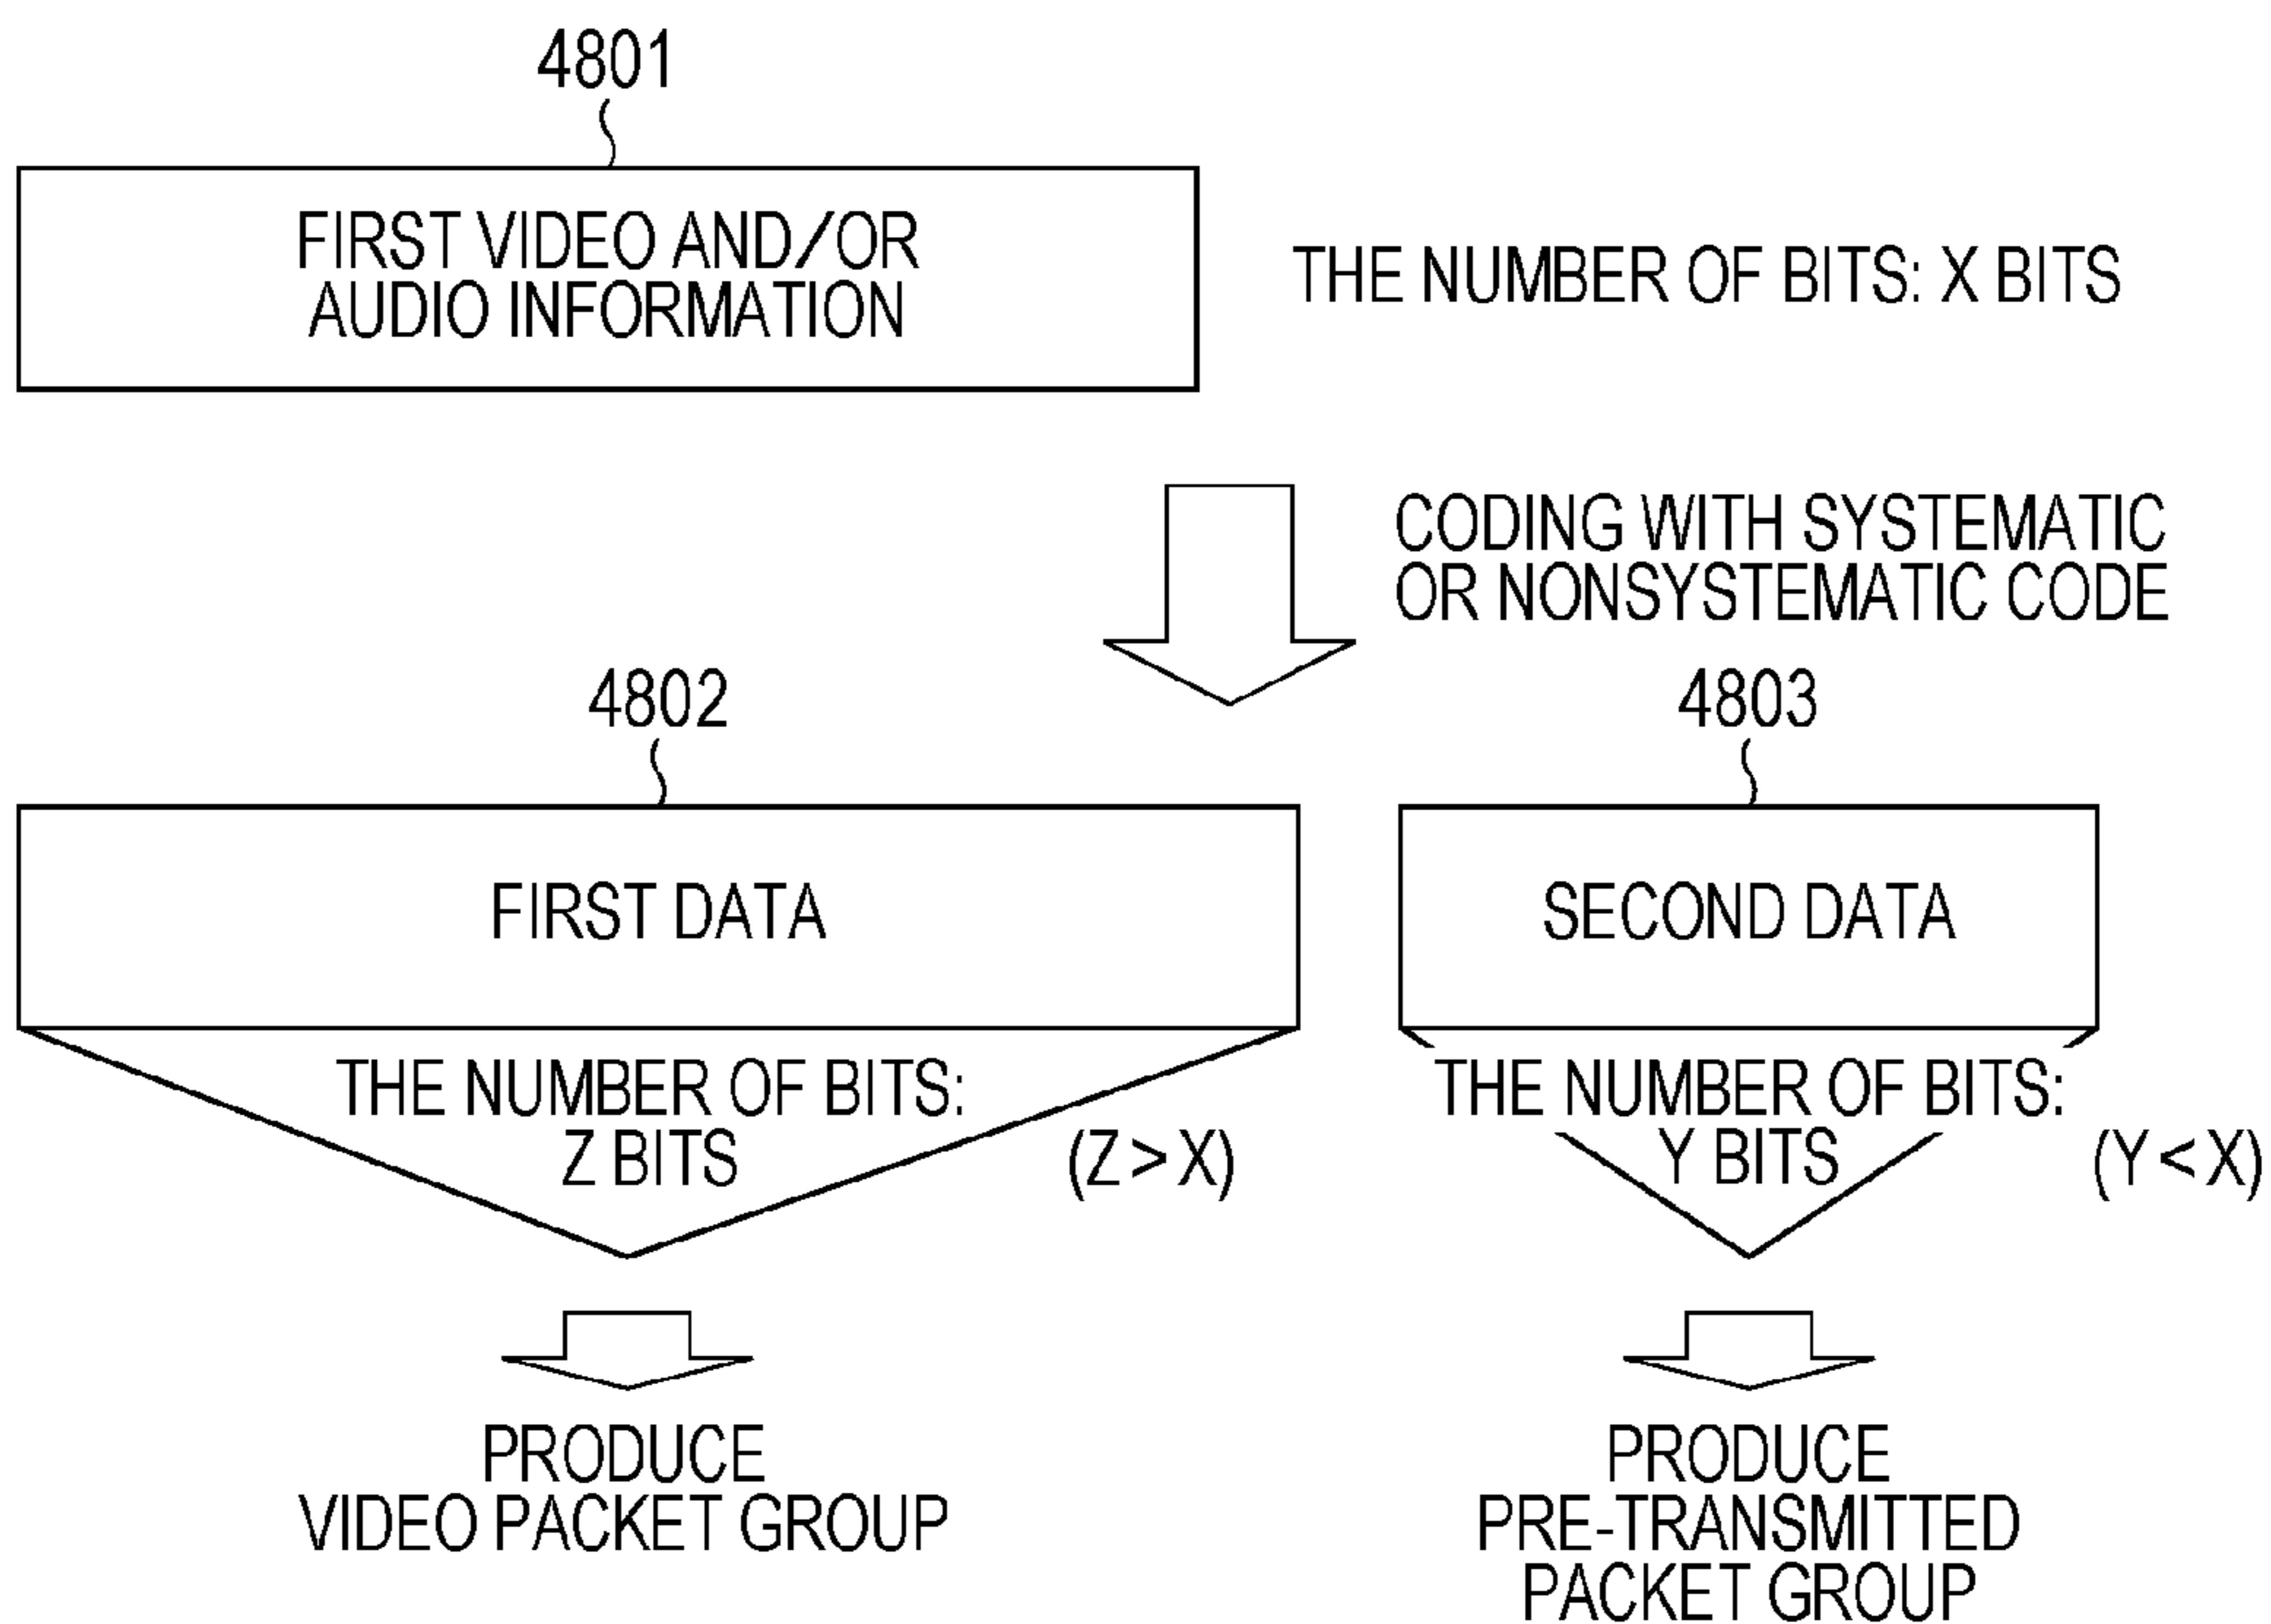 4801
FIRST VIDEO AND/OR
AUDIO INFORMATION
THE NUMBER OF BITS: X BITS
CODING WITH SYSTEMATIC
OR NONSYSTEMATIC CODE
4802
FIRST DATA
THE NUMBER OF BITS:
Z BITS
(Z > X)
PRODUCE
VIDEO PACKET GROUP
4803
SECOND DATA
THE NUMBER OF BITS:
Y BITS
(Y < X)
PRODUCE
PRE-TRANSMITTED
PACKET GROUP